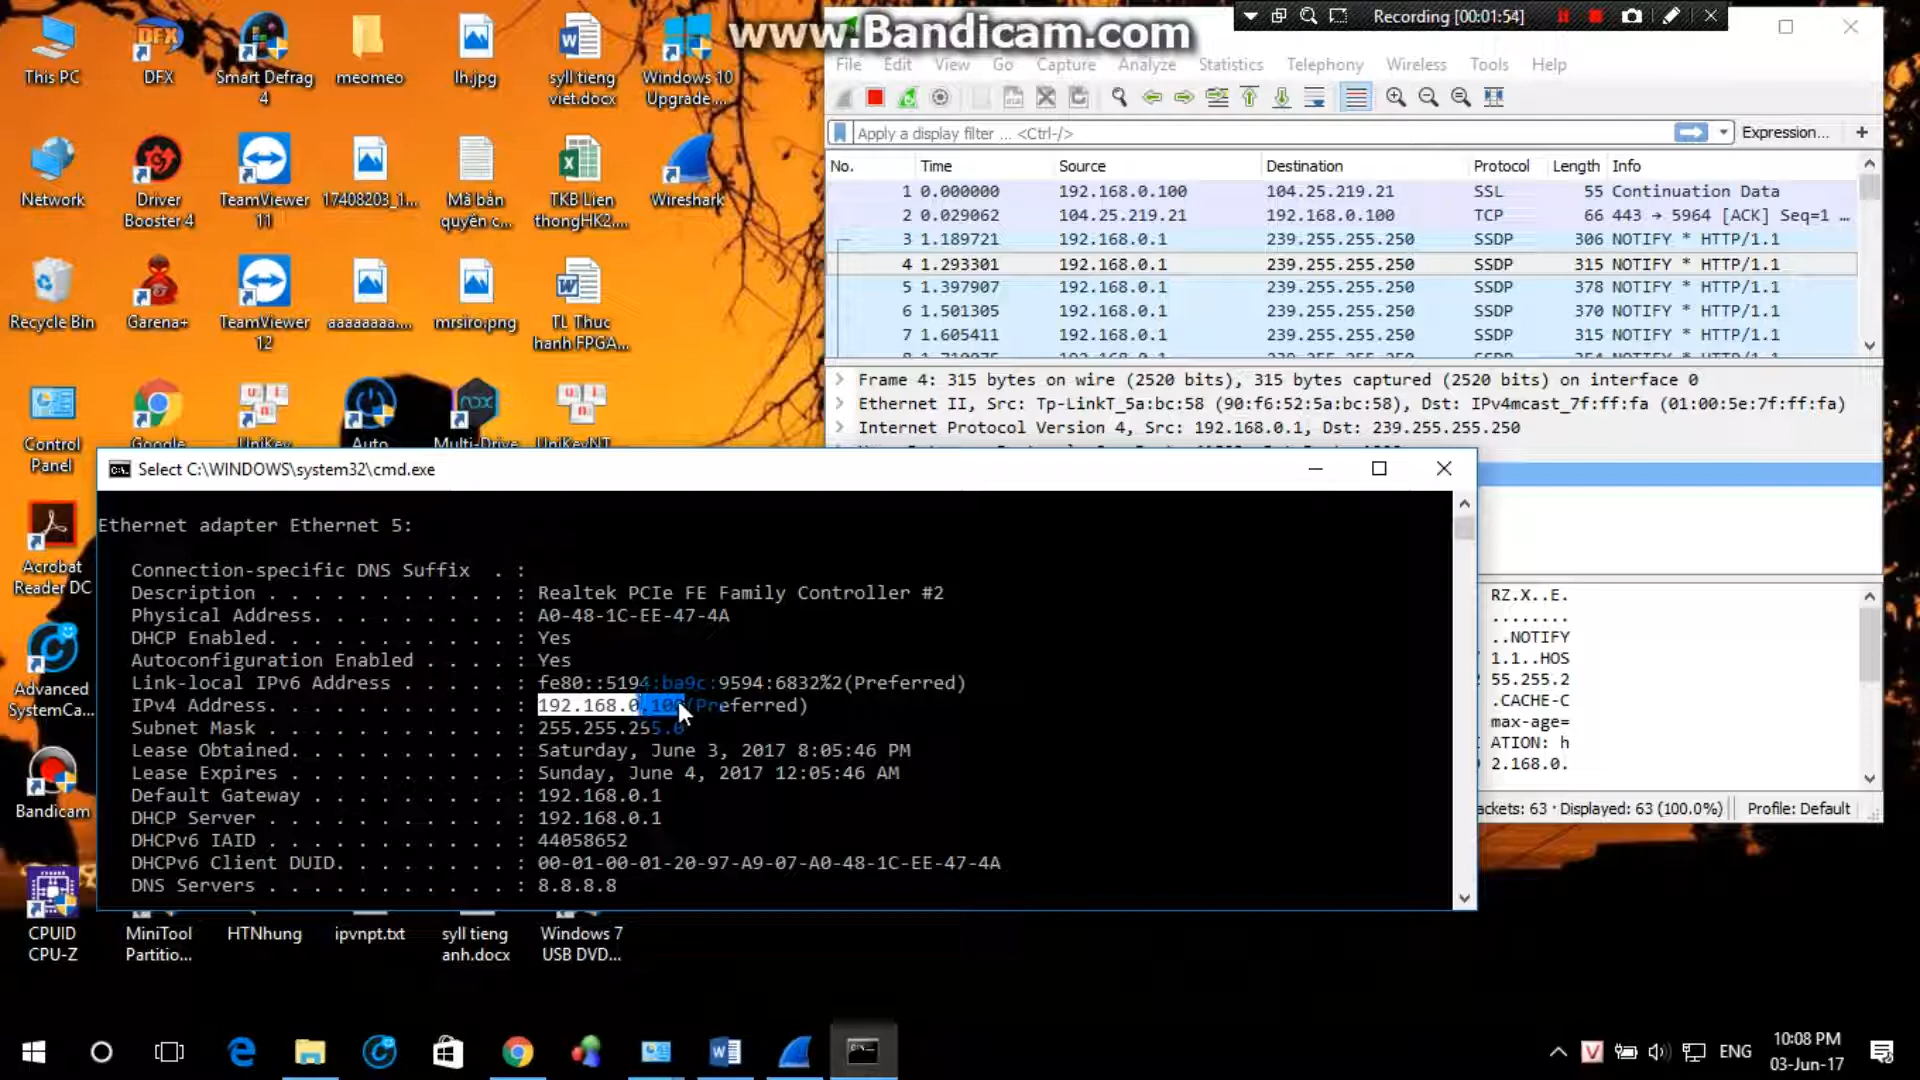 www.Bandicam.com
Recording [00:01:54]
This PC
DFX
Smart Defrag
4
meomeo
lh.jpg
syll tieng
viet.docx
Windows 10
Upgrade ...
Network
Driver
Booster 4
TeamViewer
11
17408203_1...
Mã bản
quyền c...
TKB Lien
thongHK2....
Wireshark
Recycle Bin
Garena+
TeamViewer
12
aaaaaaaa....
mrsiro.png
TL Thuc
hanh FPGA...
Control
Panel
Google
UniKey
Auto
Multi-Drive
UniKeyNT
Acrobat
Reader DC
Advanced
SystemCa...
Bandicam
CPUID
CPU-Z
MiniTool
Partitio...
HTNhung
ipvnpt.txt
syll tieng
anh.docx
Windows 7
USB DVD...
File Edit View Go Capture Analyze Statistics Telephony Wireless Tools Help
Apply a display filter ... <Ctrl-/>
Expression... +
No. Time Source Destination Protocol Length Info
1 0.000000 192.168.0.100 104.25.219.21 SSL 55 Continuation Data
2 0.029062 104.25.219.21 192.168.0.100 TCP 66 443 → 5964 [ACK] Seq=1 ...
3 1.189721 192.168.0.1 239.255.255.250 SSDP 306 NOTIFY * HTTP/1.1
4 1.293301 192.168.0.1 239.255.255.250 SSDP 315 NOTIFY * HTTP/1.1
5 1.397907 192.168.0.1 239.255.255.250 SSDP 378 NOTIFY * HTTP/1.1
6 1.501305 192.168.0.1 239.255.255.250 SSDP 370 NOTIFY * HTTP/1.1
7 1.605411 192.168.0.1 239.255.255.250 SSDP 315 NOTIFY * HTTP/1.1
Frame 4: 315 bytes on wire (2520 bits), 315 bytes captured (2520 bits) on interface 0
Ethernet II, Src: Tp-LinkT_5a:bc:58 (90:f6:52:5a:bc:58), Dst: IPv4mcast_7f:ff:fa (01:00:5e:7f:ff:fa)
Internet Protocol Version 4, Src: 192.168.0.1, Dst: 239.255.255.250
RZ.X..E.
........
..NOTIFY
1.1..HOS
55.255.2
.CACHE-C
max-age=
ATION: h
2.168.0.
ackets: 63 · Displayed: 63 (100.0%)
Profile: Default
Select C:\WINDOWS\system32\cmd.exe
Ethernet adapter Ethernet 5:
Connection-specific DNS Suffix . :
Description . . . . . . . . . . . : Realtek PCIe FE Family Controller #2
Physical Address. . . . . . . . . : A0-48-1C-EE-47-4A
DHCP Enabled. . . . . . . . . . . : Yes
Autoconfiguration Enabled . . . . : Yes
Link-local IPv6 Address . . . . . : fe80::5194:ba9c:9594:6832%2(Preferred)
IPv4 Address. . . . . . . . . . . : 192.168.0.100(Preferred)
Subnet Mask . . . . . . . . . . . : 255.255.255.0
Lease Obtained. . . . . . . . . . : Saturday, June 3, 2017 8:05:46 PM
Lease Expires . . . . . . . . . . : Sunday, June 4, 2017 12:05:46 AM
Default Gateway . . . . . . . . . : 192.168.0.1
DHCP Server . . . . . . . . . . . : 192.168.0.1
DHCPv6 IAID . . . . . . . . . . . : 44058652
DHCPv6 Client DUID. . . . . . . . : 00-01-00-01-20-97-A9-07-A0-48-1C-EE-47-4A
DNS Servers . . . . . . . . . . . : 8.8.8.8
ENG
10:08 PM
03-Jun-17